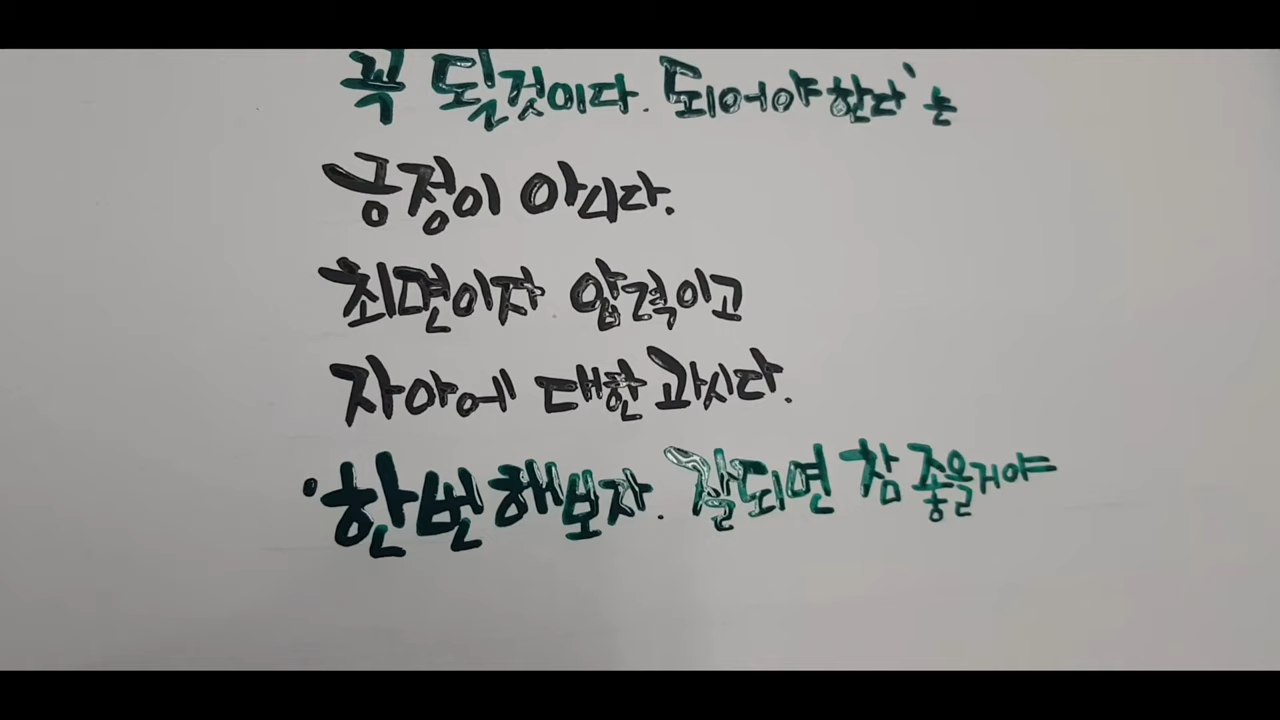 꼭 될것이다. 되어야한다'는
긍정이 아니다.
최면이자 압력이고
자아에 대한 과시다.
'한번해보자. 잘되면 참 좋을거야